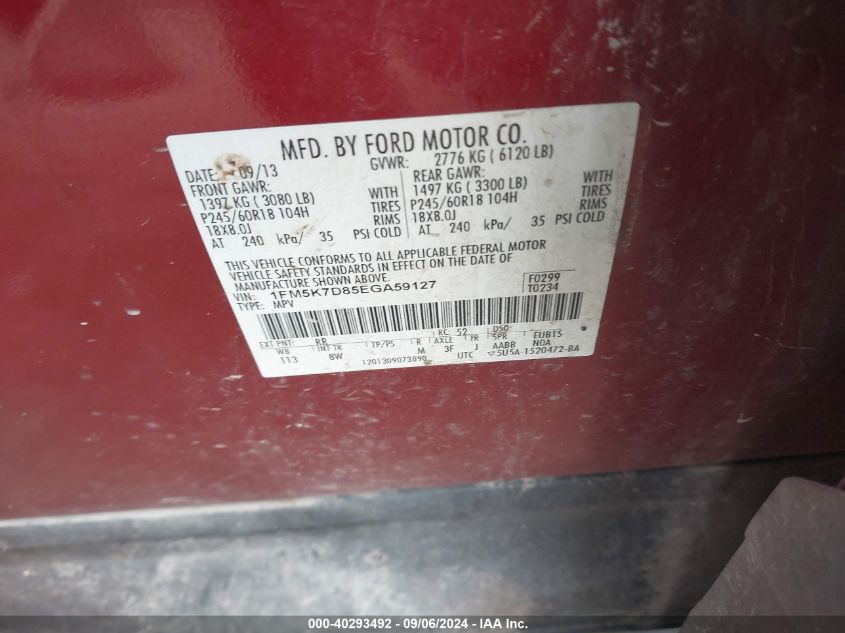 MFD. BY FORD MOTOR CO.
DATE: 09/13 GVWR: 2776 KG ( 6120 LB)
FRONT GAWR: REAR GAWR:
1397 KG ( 3080 LB) WITH 1497 KG ( 3300 LB) WITH
P245/60R18 104H TIRES P245/60R18 104H TIRES
18X8.0J RIMS 18X8.0J RIMS
AT 240 kPa/ 35 PSI COLD AT 240 kPa/ 35 PSI COLD
THIS VEHICLE CONFORMS TO ALL APPLICABLE FEDERAL MOTOR
VEHICLE SAFETY STANDARDS IN EFFECT ON THE DATE OF
MANUFACTURE SHOWN ABOVE.
VIN: 1FM5K7D85EGA59127 F0299
TYPE: MPV T0234
EXT PNT: RR RC: 52 DSO:
WB INT TR TP/PS R AXLE TR SPR EUBTS
113 BW M 3F J AABB NOA
1201309073890 UTC ▽5U5A-1520472-BA
000-40293492 - 09/06/2024 - IAA Inc.